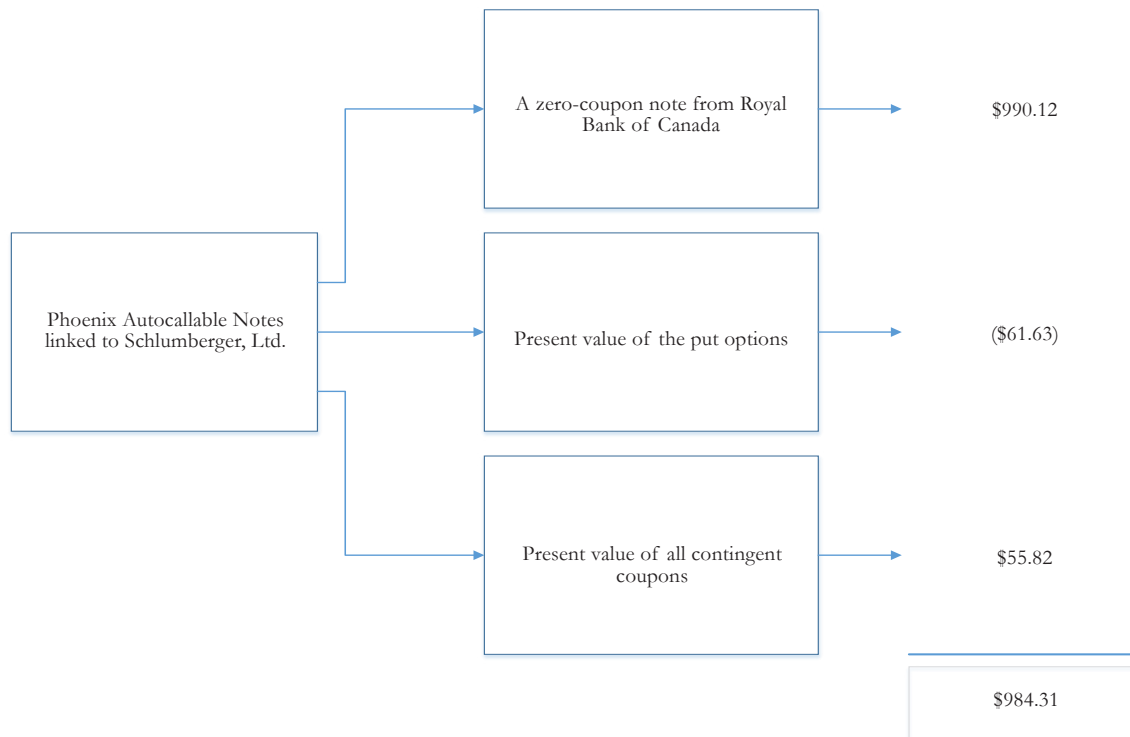 A zero-coupon note from Royal
Bank of Canada
$990.12
Phoenix Autocallable Notes
linked to Schlumberger, Ltd.
Present value of the put options
($61.63)
Present value of all contingent
coupons
$55.82
$984.31